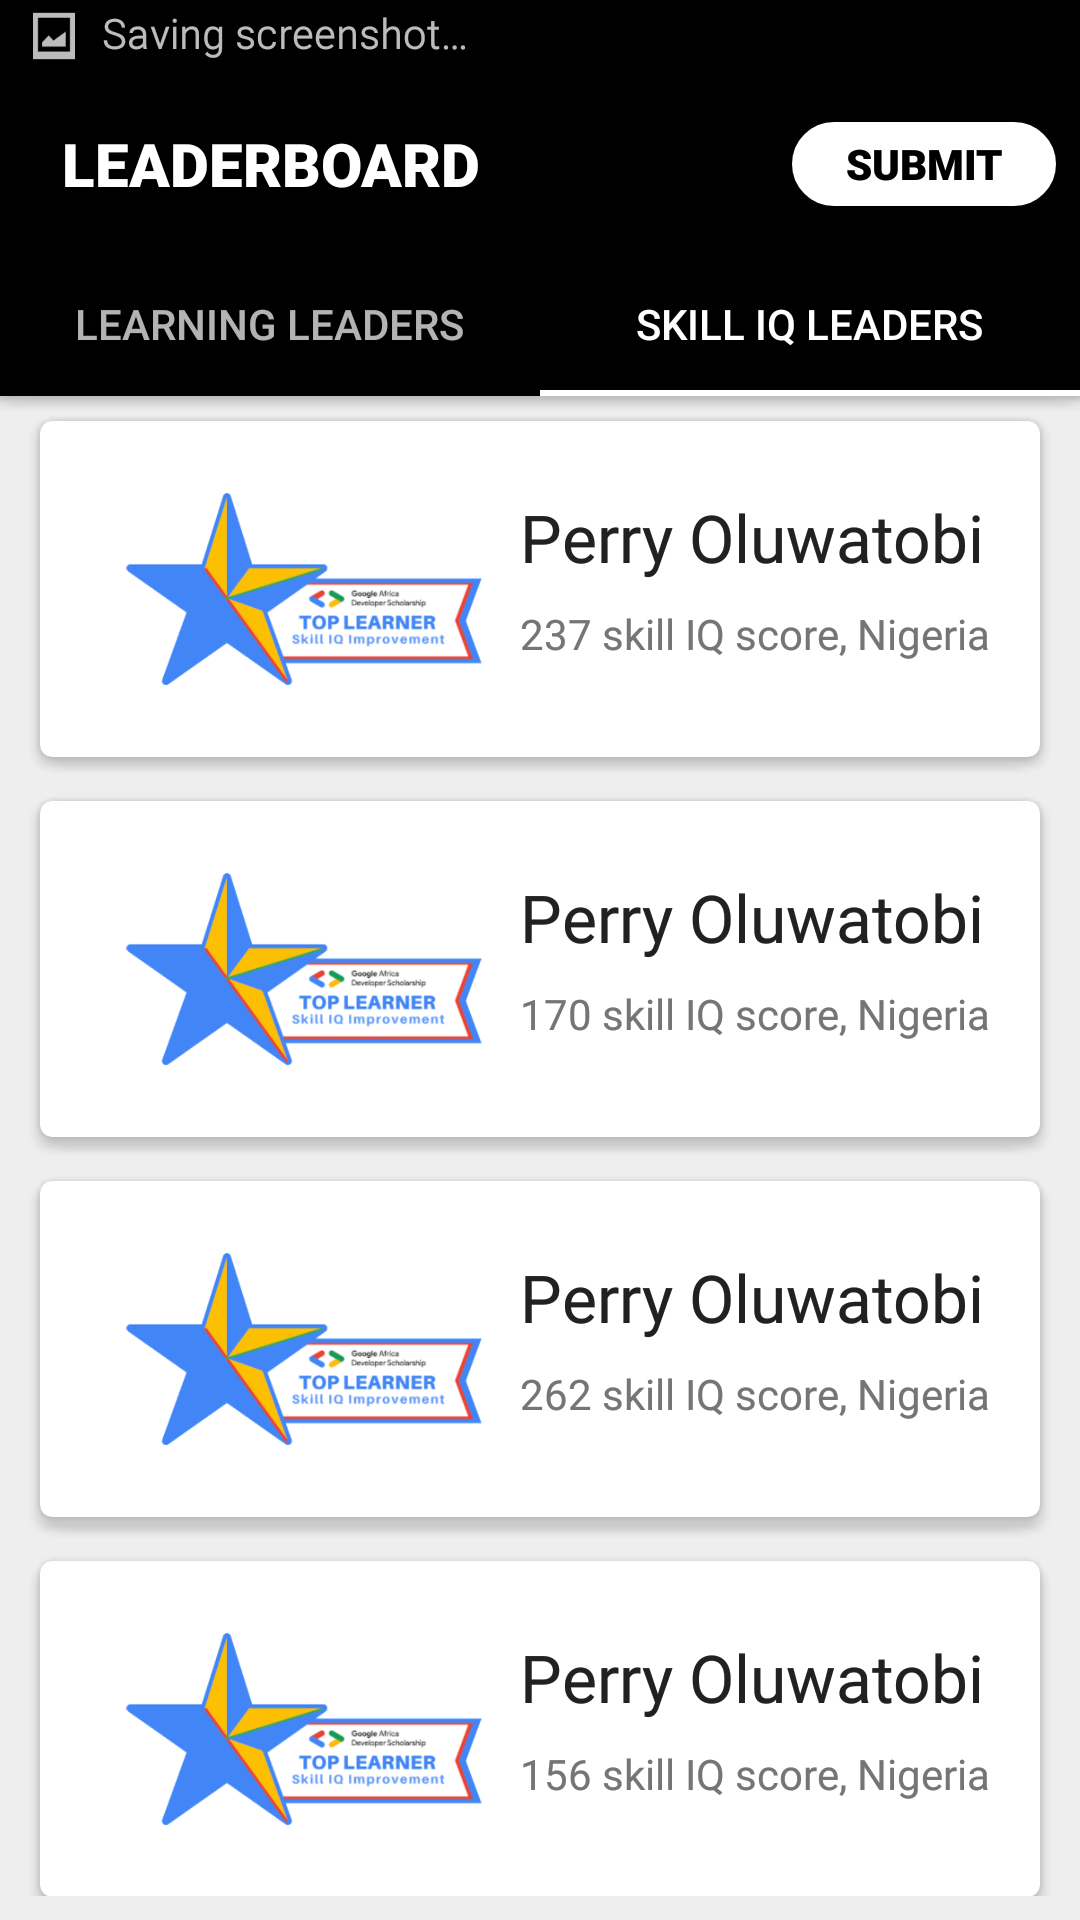 Saving screenshot...
LEADERBOARD
SUBMIT
LEARNING LEADERS
SKILL IQ LEADERS
Perry Oluwatobi
Google Africa
Developer Scholarship
TOP LEARNER
Skill IQ Improvement
237 skill IQ score, Nigeria
Perry Oluwatobi
Google Africa
Developer Scholarship
TOP LEARNER
Skill IQ Improvement
170 skill IQ score, Nigeria
Perry Oluwatobi
Google Africa
Developer Scholarship
TOP LEARNER
Skill IQ Improvement
262 skill IQ score, Nigeria
Perry Oluwatobi
Google Africa
Developer Scholarship
TOP LEARNER
Skill IQ Improvement
156 skill IQ score, Nigeria